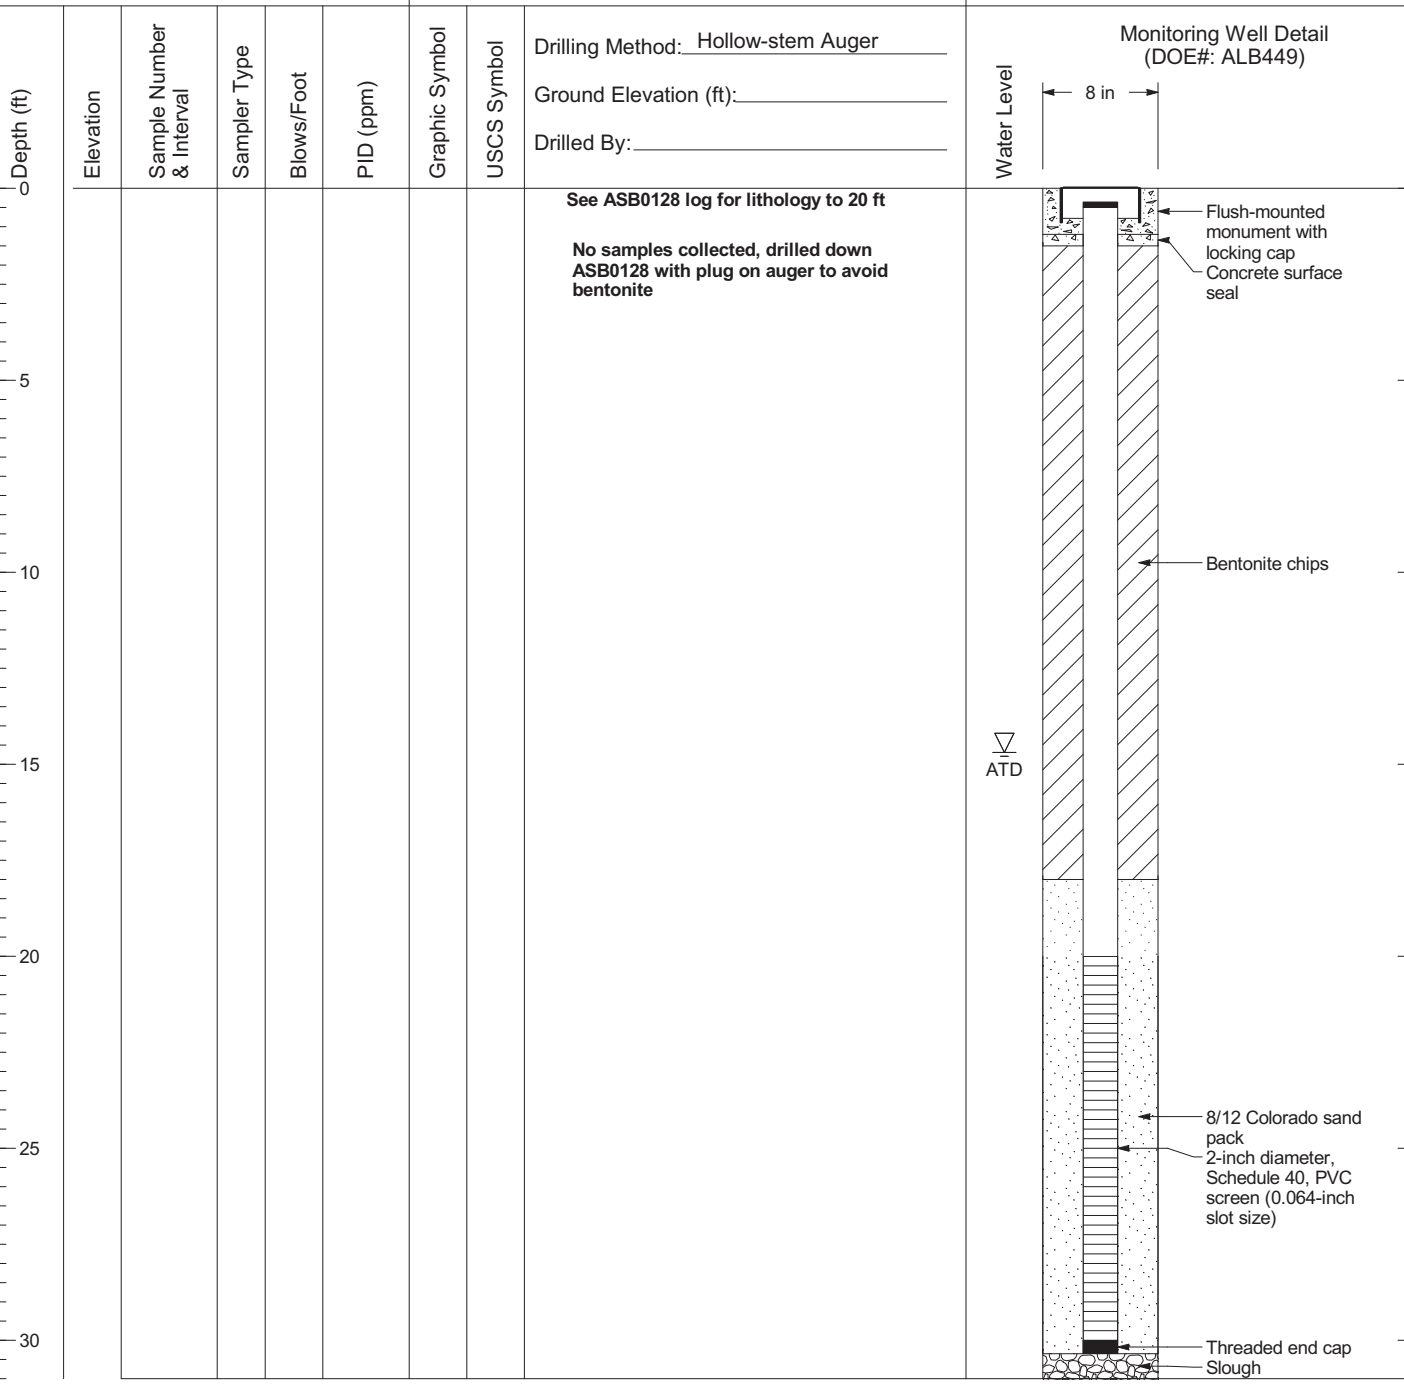 Depth (ft)
Elevation
Sample Number
& Interval
Sampler Type
Blows/Foot
PID (ppm)
Graphic Symbol
USCS Symbol
Drilling Method: Hollow-stem Auger
Ground Elevation (ft):
Drilled By:
Water Level
Monitoring Well Detail
(DOE#: ALB449)
8 in
0
See ASB0128 log for lithology to 20 ft
No samples collected, drilled down
ASB0128 with plug on auger to avoid
bentonite
Flush-mounted
monument with
locking cap
Concrete surface
seal
5
10
Bentonite chips
ATD
15
20
8/12 Colorado sand
pack
25
2-inch diameter,
Schedule 40, PVC
screen (0.064-inch
slot size)
30
Threaded end cap
Slough